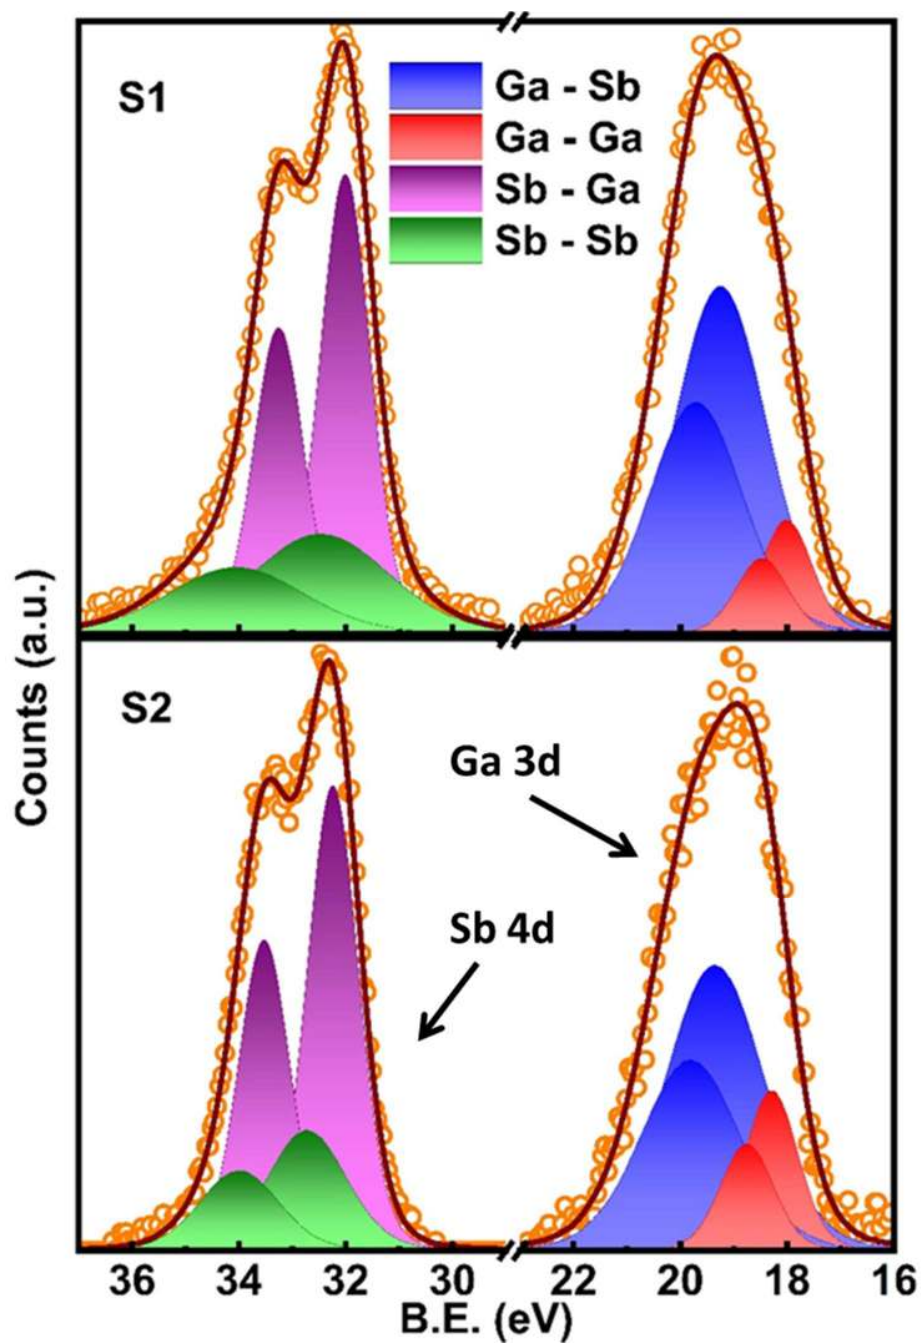 S1
Ga - Sb
Ga - Ga
Sb - Ga
Sb - Sb
S2
Ga 3d
Sb 4d
Counts (a.u.)
36 34 32 30 22 20 18 16
B.E. (eV)